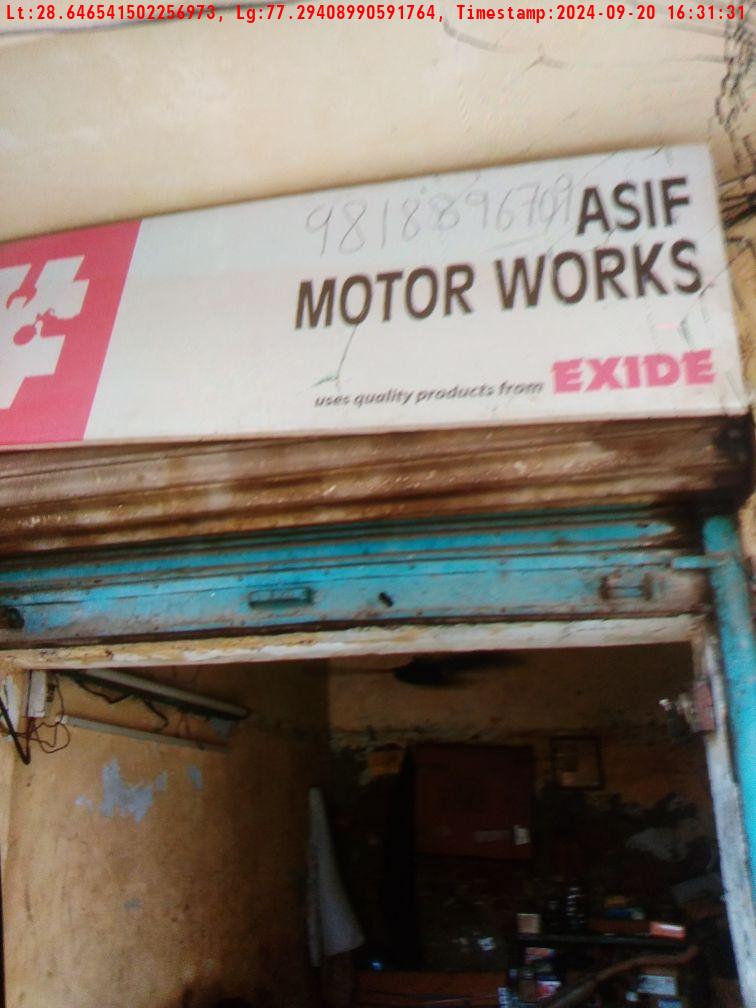 Lt:28.646541502256973, Lg:77.29408990591764, Timestamp:2024-09-20 16:31:31
9818896709
ASIF
MOTOR WORKS
uses quality products from EXIDE